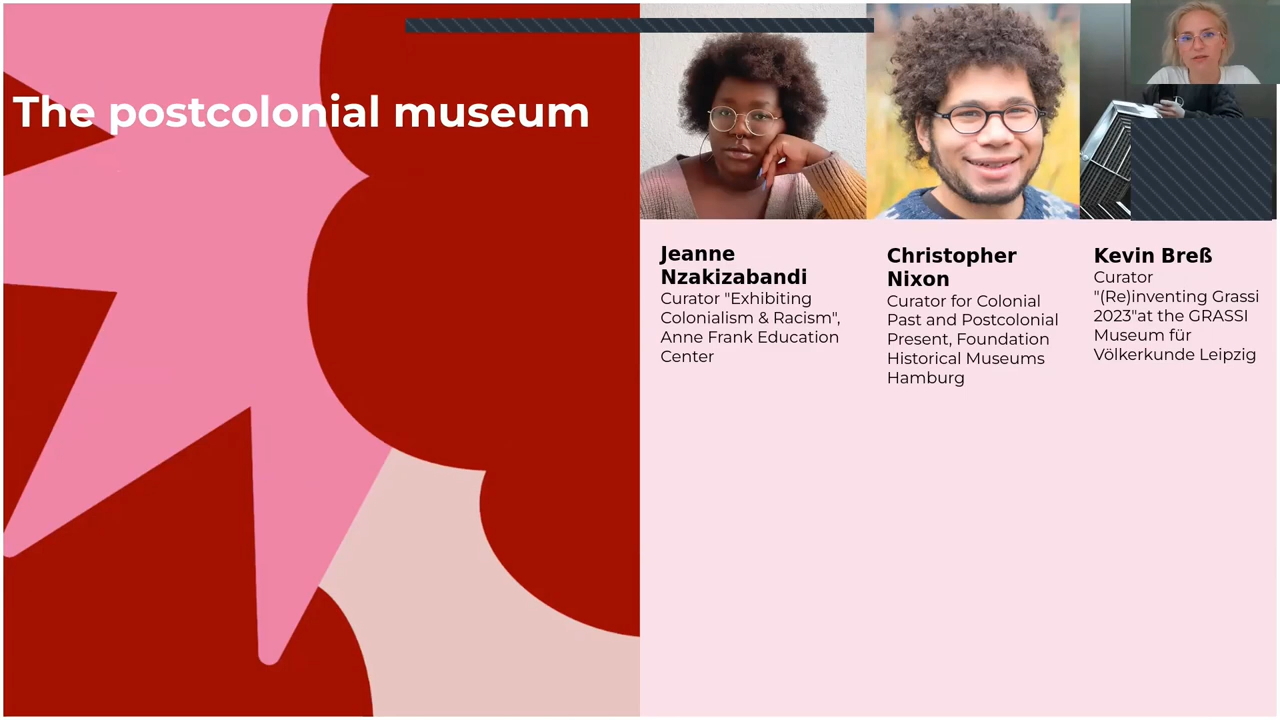 The postcolonial museum
Jeanne
Nzakizabandi
Curator "Exhibiting
Colonialism & Racism",
Anne Frank Education
Center
Christopher
Nixon
Curator for Colonial
Past and Postcolonial
Present, Foundation
Historical Museums
Hamburg
Kevin Breß
Curator
"(Re)inventing Grassi
2023"at the GRASSI
Museum für
Völkerkunde Leipzig